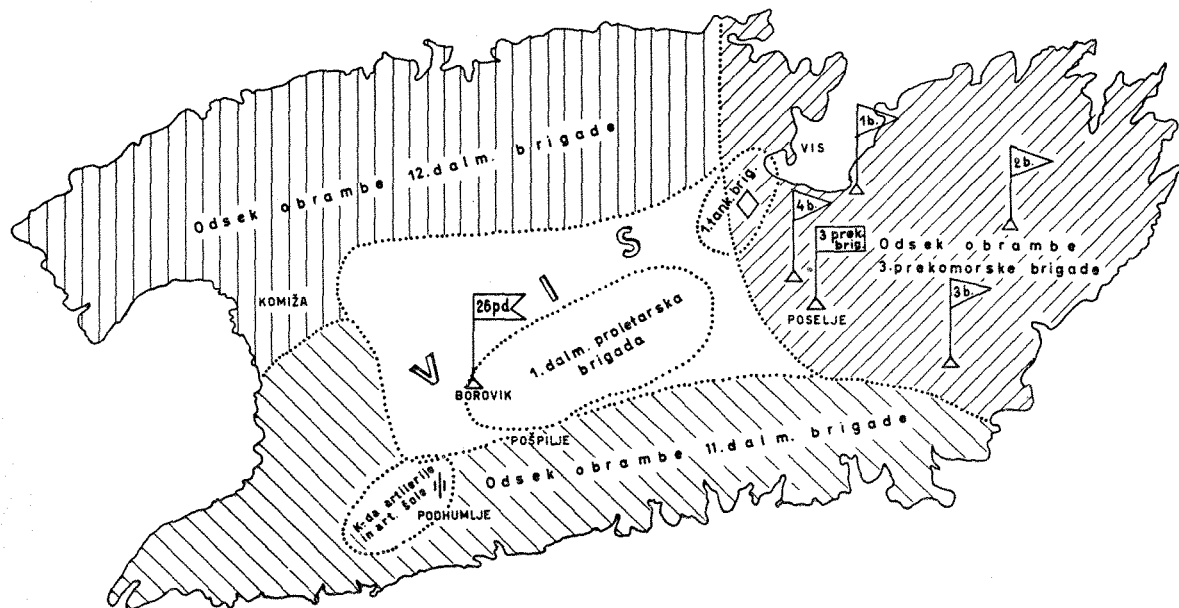 Odsek obrambe 12. dalm. brigade
VIS
1b.
2b.
1. tank. brig.
4b.
3 prek.
brig.
Odsek obrambe
3. prekomorske brigade
3b.
POSELJE
KOMIŽA
VIS
26pd
BOROVIK
1. dalm. proletarska
brigada
POŠPILJE
Odsek obrambe 11. dalm. brigade
K-da artilerije
in art. šole
PODHUMLJE